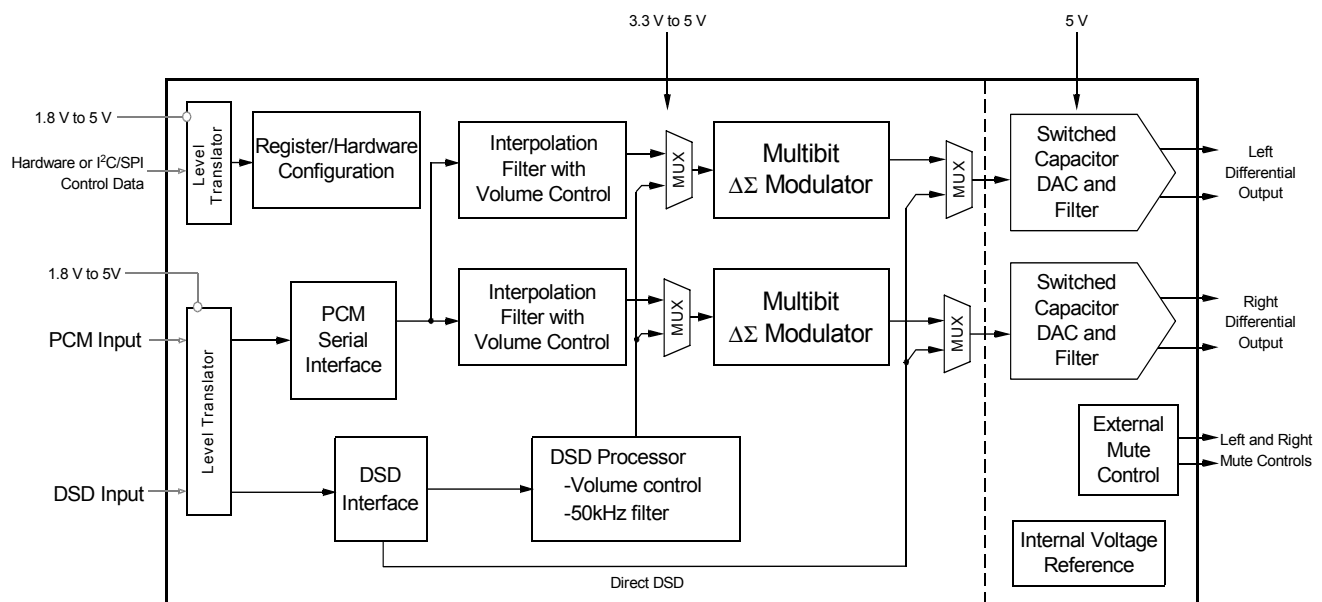 3.3 V to 5 V
5 V
1.8 V to 5 V
Hardware or I²C/SPI
Control Data
Level
Translator
Register/Hardware
Configuration
Interpolation
Filter with
Volume Control
MUX
Multibit
ΔΣ Modulator
MUX
Switched
Capacitor
DAC and
Filter
Left
Differential
Output
1.8 V to 5V
PCM Input
Level Translator
PCM
Serial
Interface
Interpolation
Filter with
Volume Control
MUX
Multibit
ΔΣ Modulator
MUX
Switched
Capacitor
DAC and
Filter
Right
Differential
Output
DSD Input
DSD
Interface
DSD Processor
-Volume control
-50kHz filter
External
Mute
Control
Left and Right
Mute Controls
Internal Voltage
Reference
Direct DSD